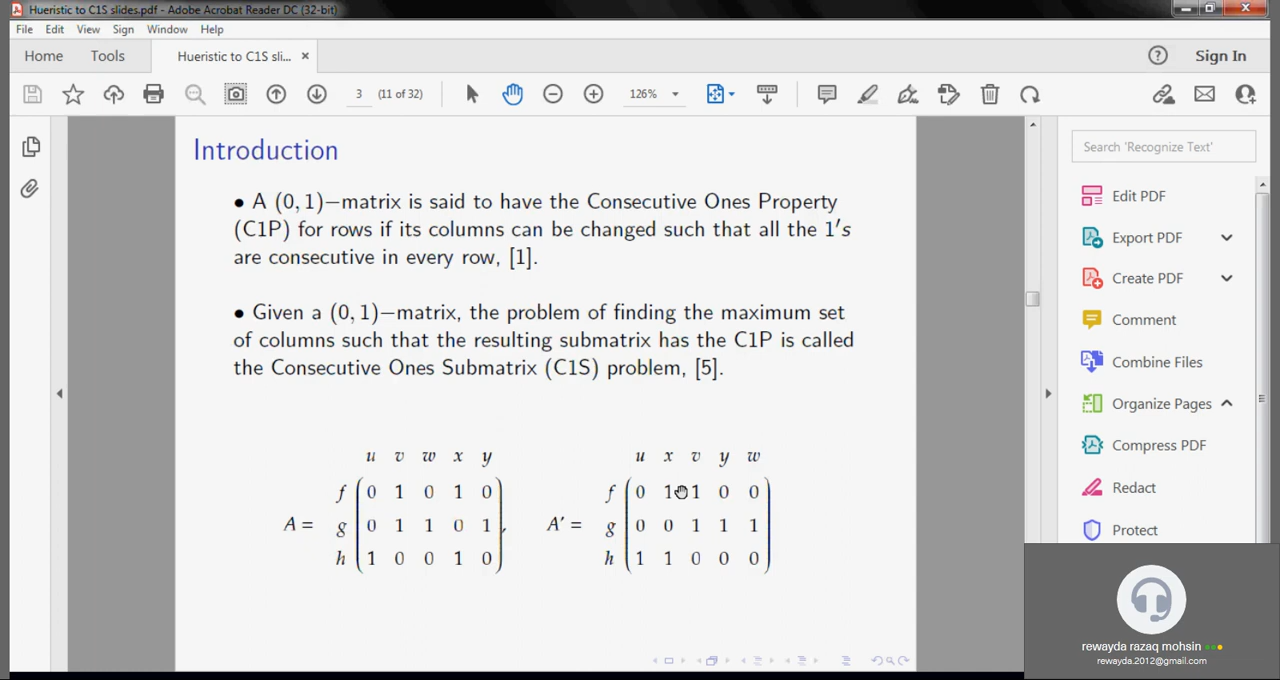 Hueristic to C1S slides.pdf - Adobe Acrobat Reader DC (32-bit)
File Edit View Sign Window Help
Home Tools Hueristic to C1S sli... × ? Sign In
3 (11 of 32) 126%
Introduction
• A (0, 1)−matrix is said to have the Consecutive Ones Property
(C1P) for rows if its columns can be changed such that all the 1′s
are consecutive in every row, [1].
• Given a (0, 1)−matrix, the problem of finding the maximum set
of columns such that the resulting submatrix has the C1P is called
the Consecutive Ones Submatrix (C1S) problem, [5].
u v w x y
f 0 1 0 1 0
A = g 0 1 1 0 1 ,
h 1 0 0 1 0
u x v y w
f 0 1 1 0 0
A′ = g 0 0 1 1 1
h 1 1 0 0 0
Search 'Recognize Text'
Edit PDF
Export PDF
Create PDF
Comment
Combine Files
Organize Pages
Compress PDF
Redact
Protect
rewayda razaq mohsin
rewayda.2012@gmail.com